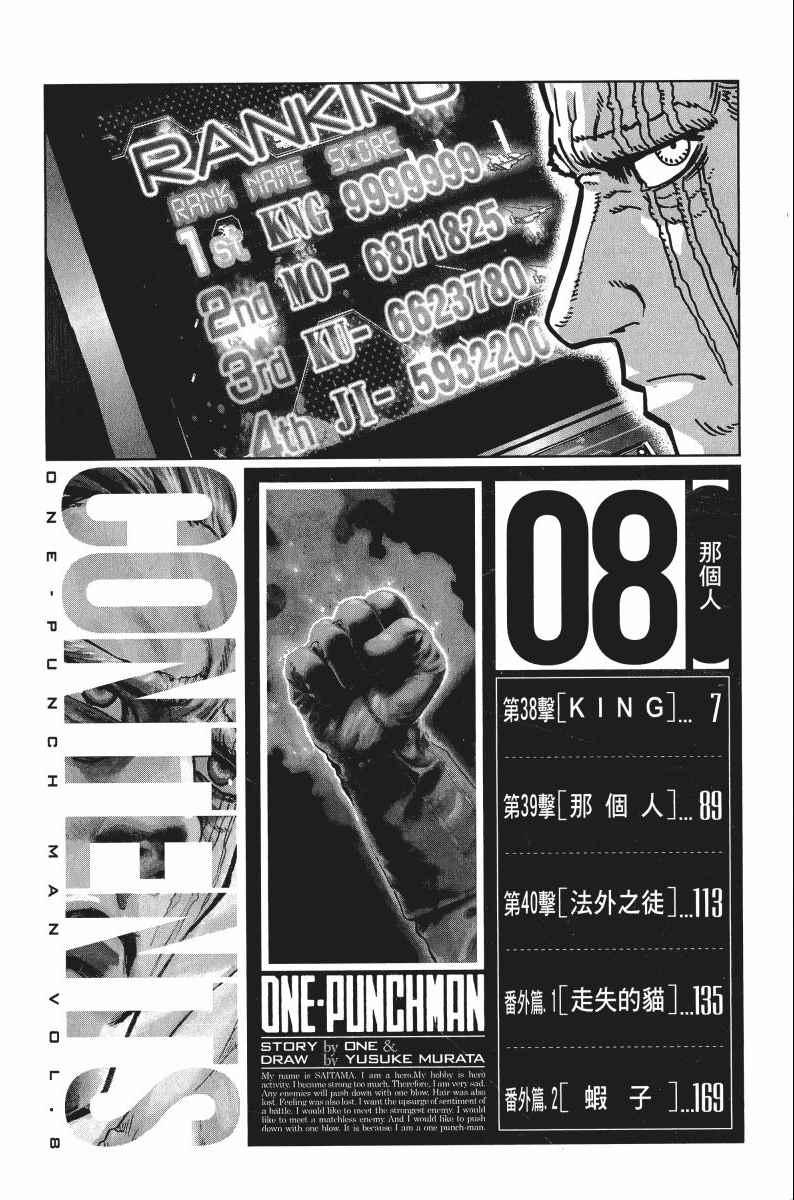 RANKING
RANK NAME SCORE
1st KNG 9999999
2nd MO- 6871825
3rd KU- 6623780
4th JI- 5932200
CONTENTS
ONE-PUNCH MAN VOL.8
08
那個人
第38擊[KING]... 7
第39擊[那個人]... 89
第40擊[法外之徒]...113
番外篇.1[走失的貓]...135
番外篇.2[蝦子]...169
ONE-PUNCHMAN
STORY by ONE &
DRAW by YUSUKE MURATA
My name is SAITAMA. I am a hero.My hobby is hero
activity. I became strong too much. Therefore, I am very sad.
Any enemies will push down with one blow. Hair was also
lost. Feeling was also lost. I want the upsurge of sentiment of
a battle. I would like to meet the strongest enemy. I would
like to meet a matchless enemy. And I would like to push
down with one blow. It is because I am a one punch-man.